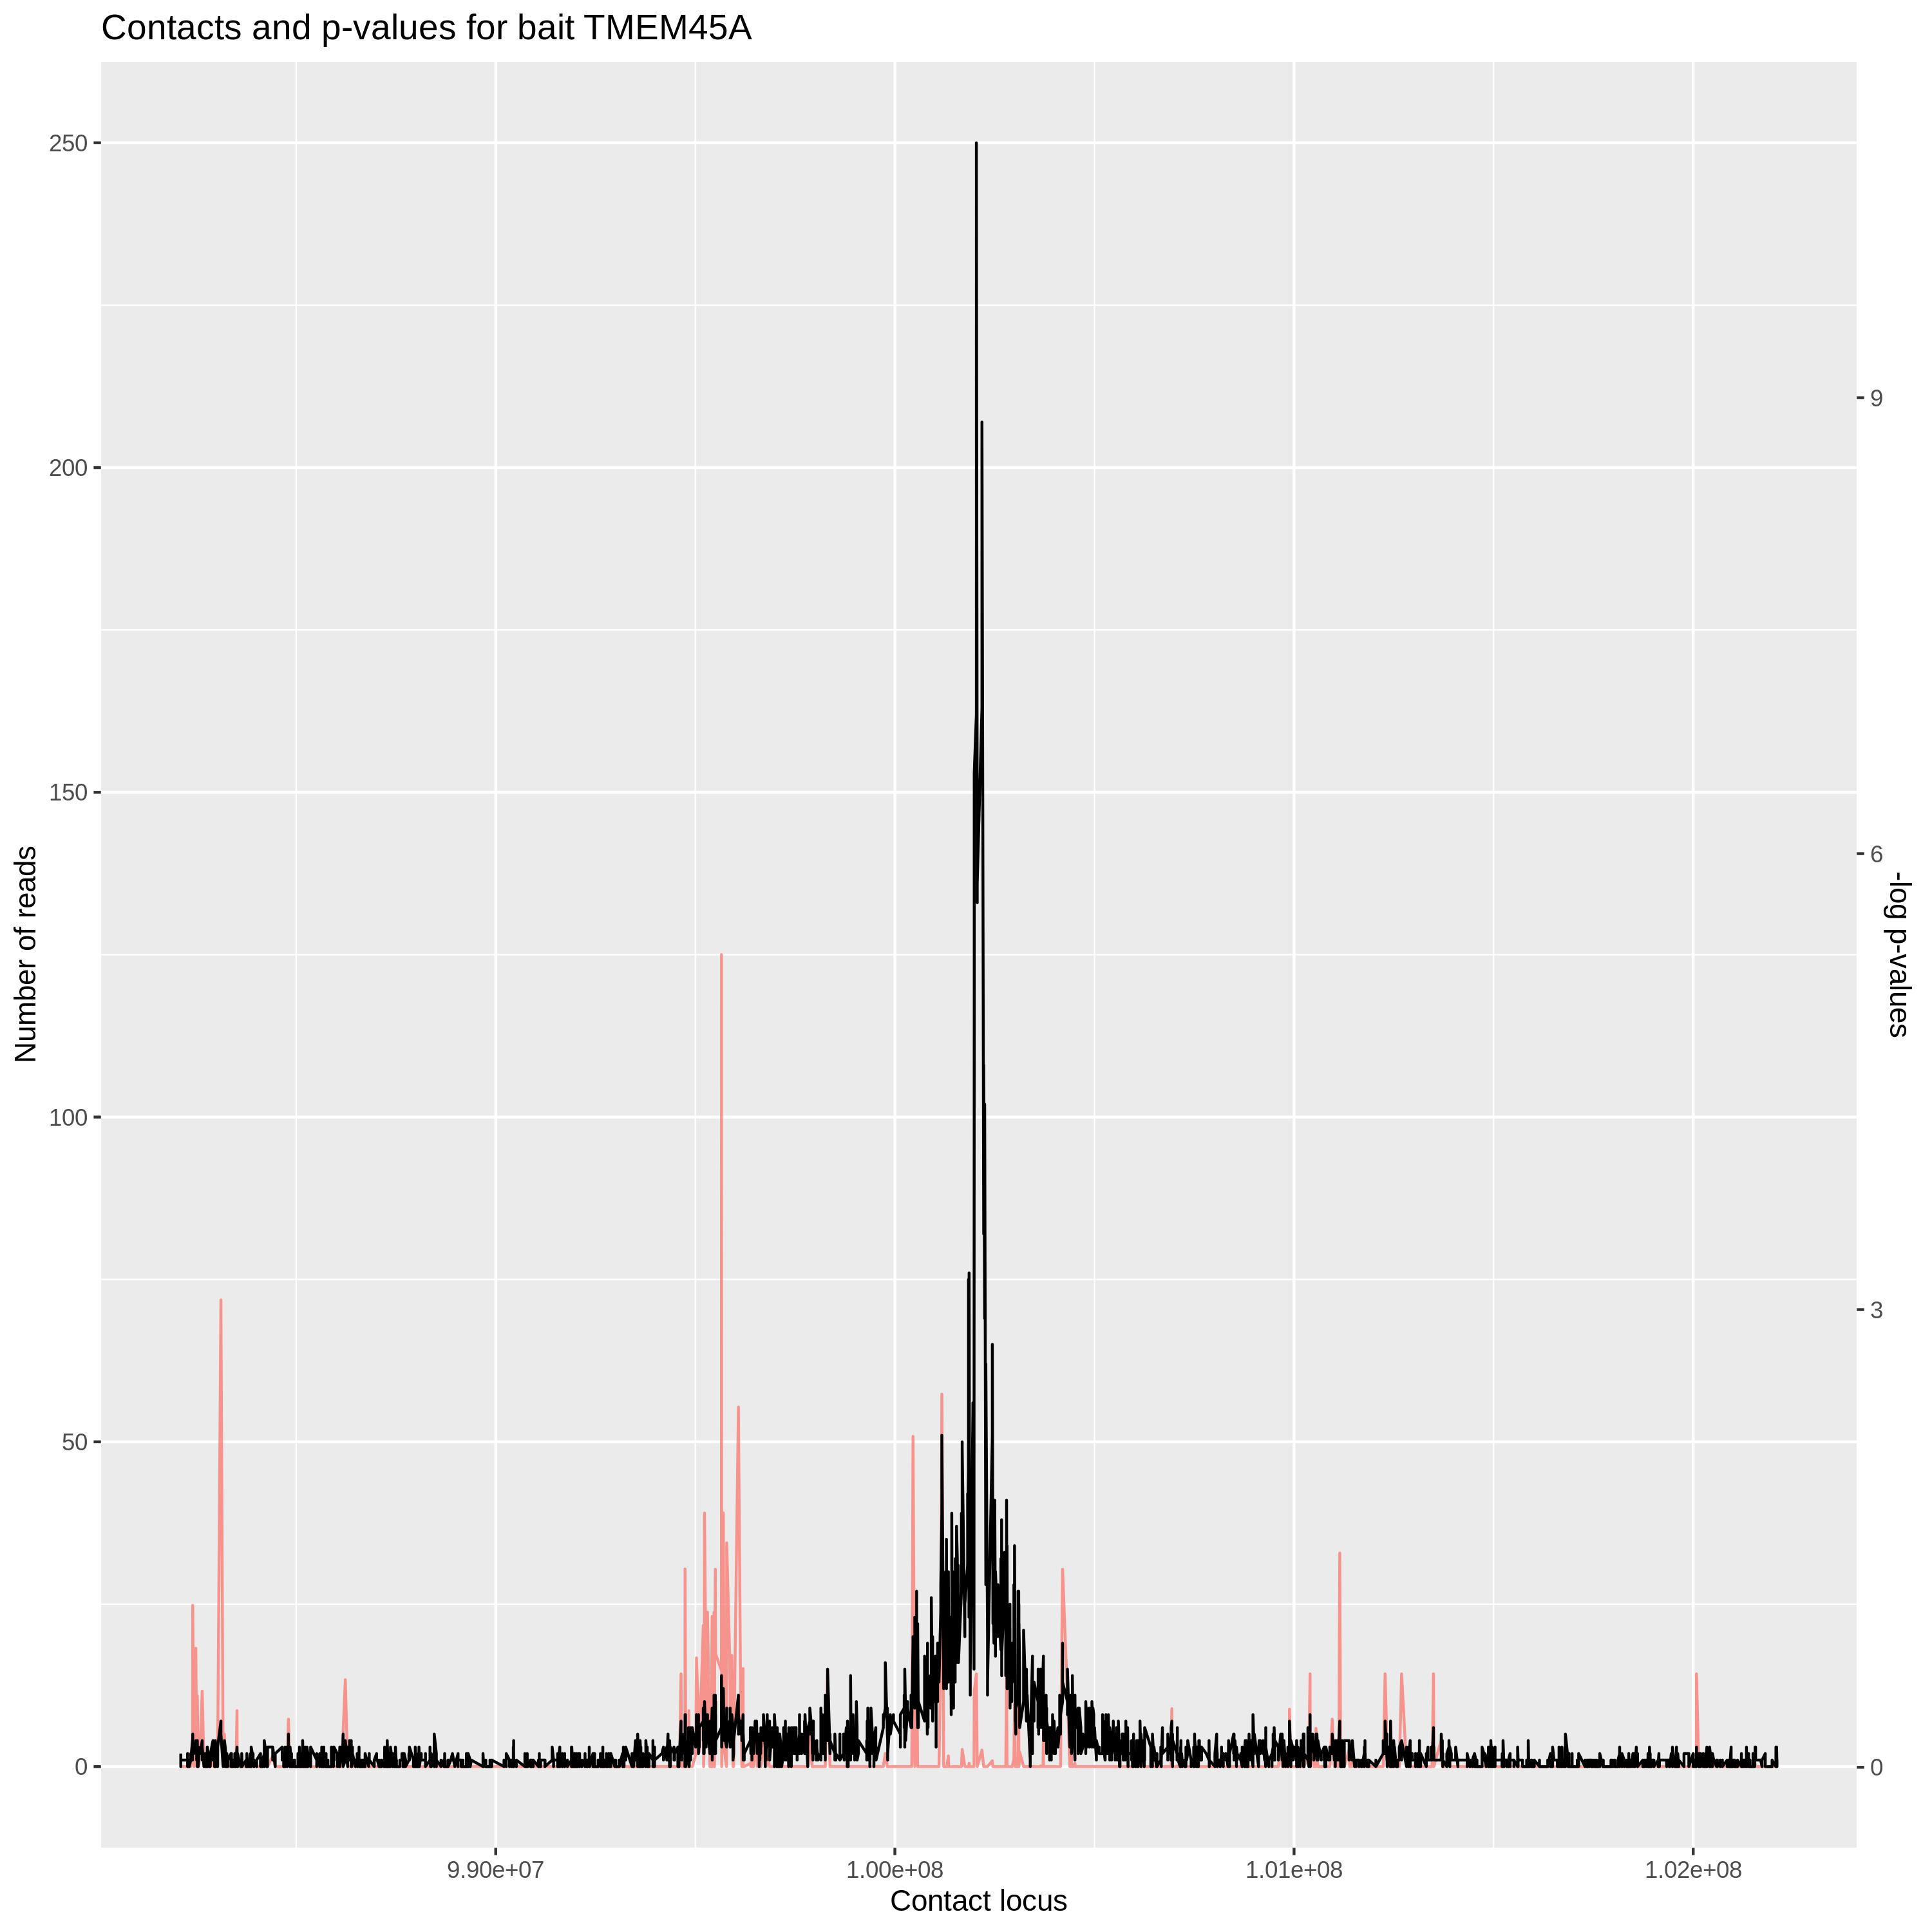 Contacts and p-values for bait TMEM45A
250
200
150
100
50
0
Number of reads
9
6
3
0
-log p-values
9.90e+07
1.00e+08
1.01e+08
1.02e+08
Contact locus